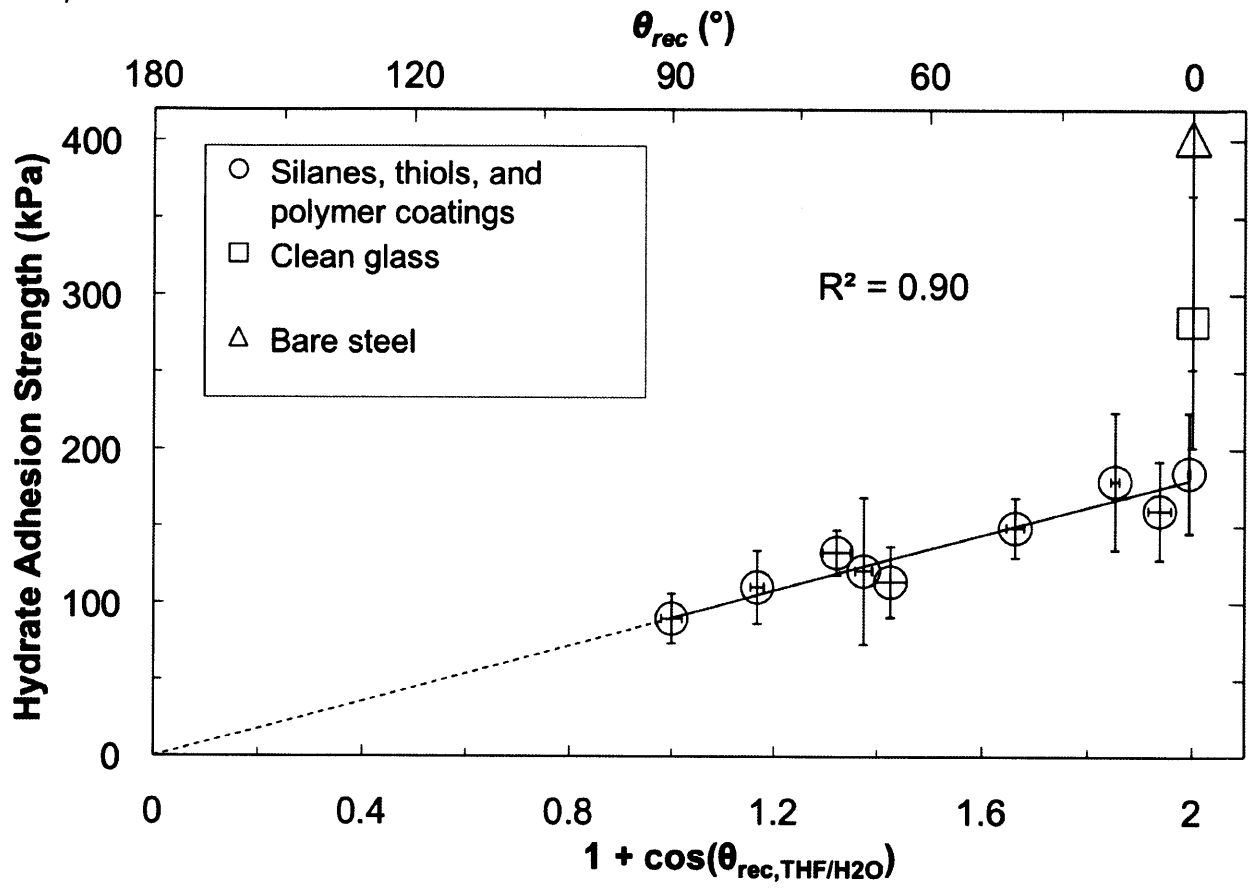 θrec (°)
180 120 90 60 0
Hydrate Adhesion Strength (kPa)
400
300
200
100
0
Silanes, thiols, and
polymer coatings
Clean glass
Bare steel
R² = 0.90
0 0.4 0.8 1.2 1.6 2
1 + cos(θrec,THF/H2O)